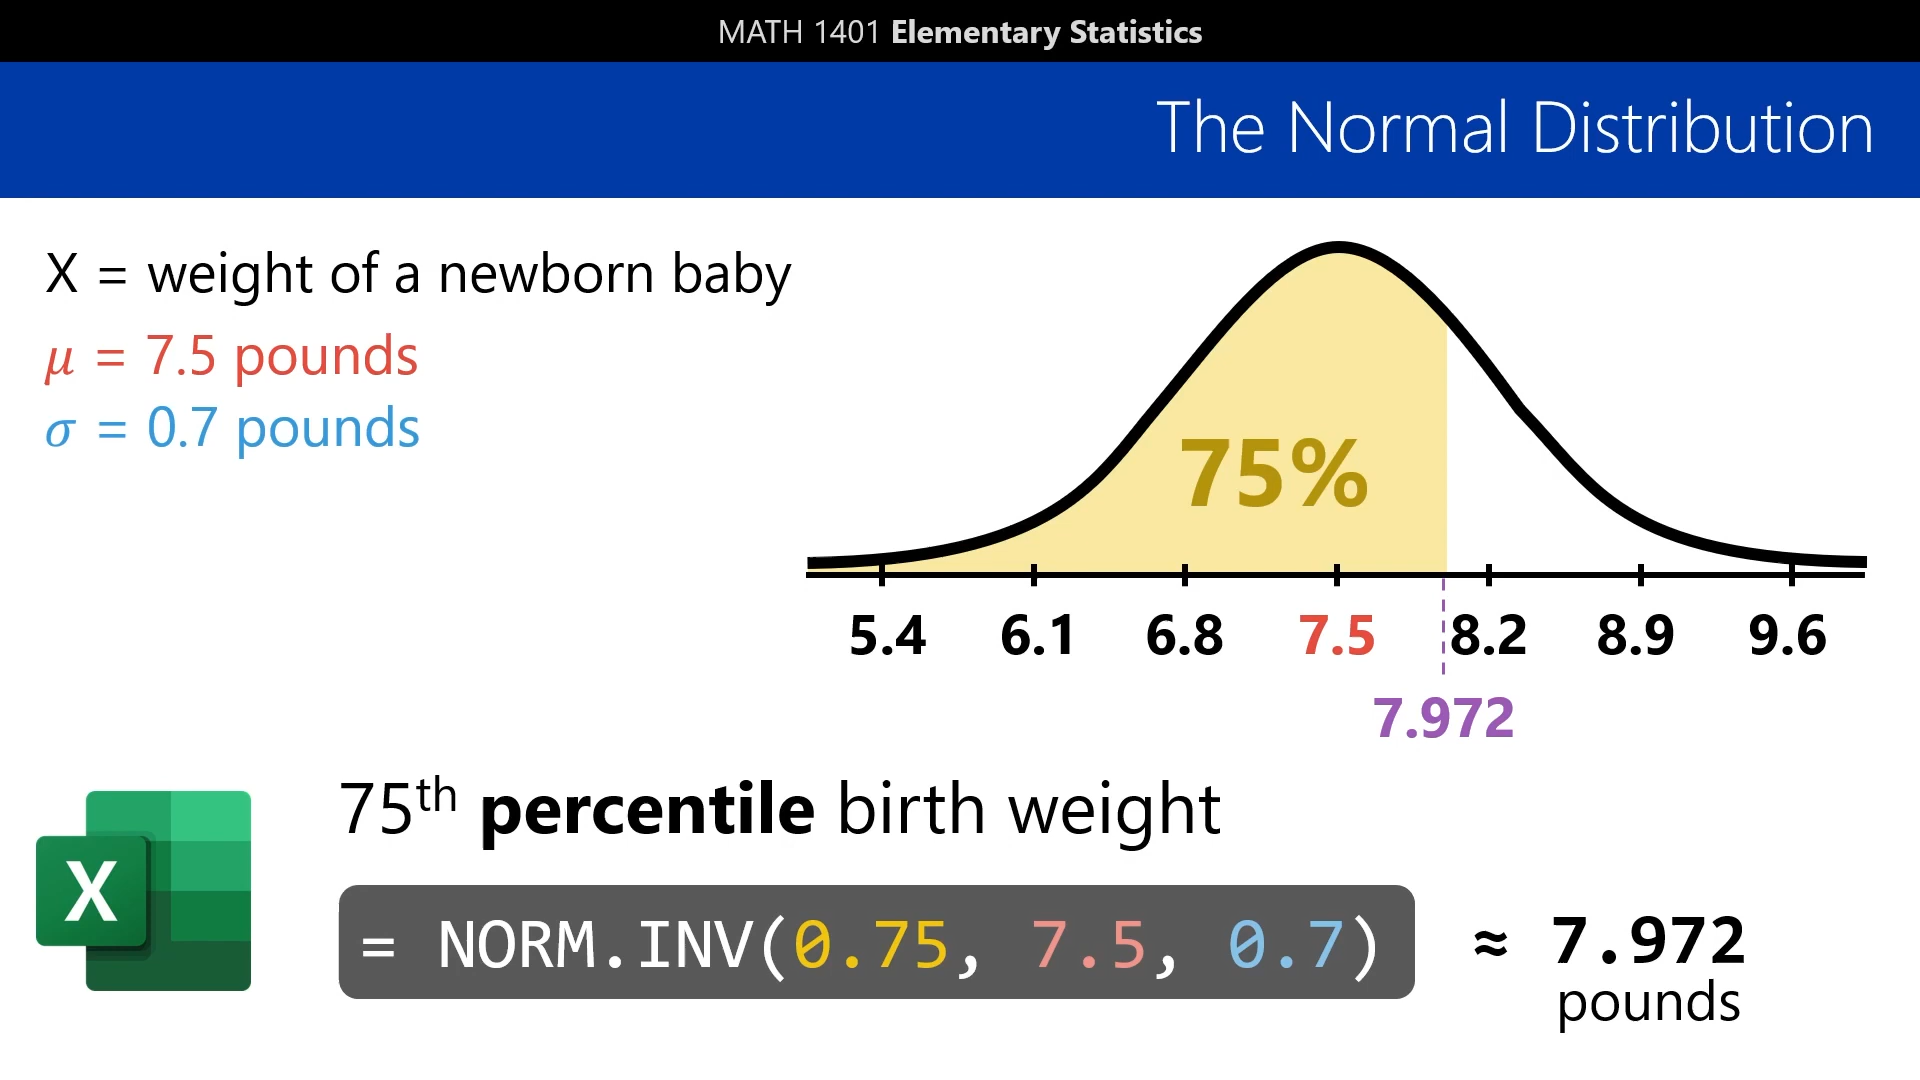 MATH 1401 Elementary Statistics
The Normal Distribution
X = weight of a newborn baby
μ = 7.5 pounds
σ = 0.7 pounds
75%
5.4 6.1 6.8 7.5 8.2 8.9 9.6
7.972
75th percentile birth weight
X
= NORM.INV(0.75, 7.5, 0.7) ≈ 7.972
pounds